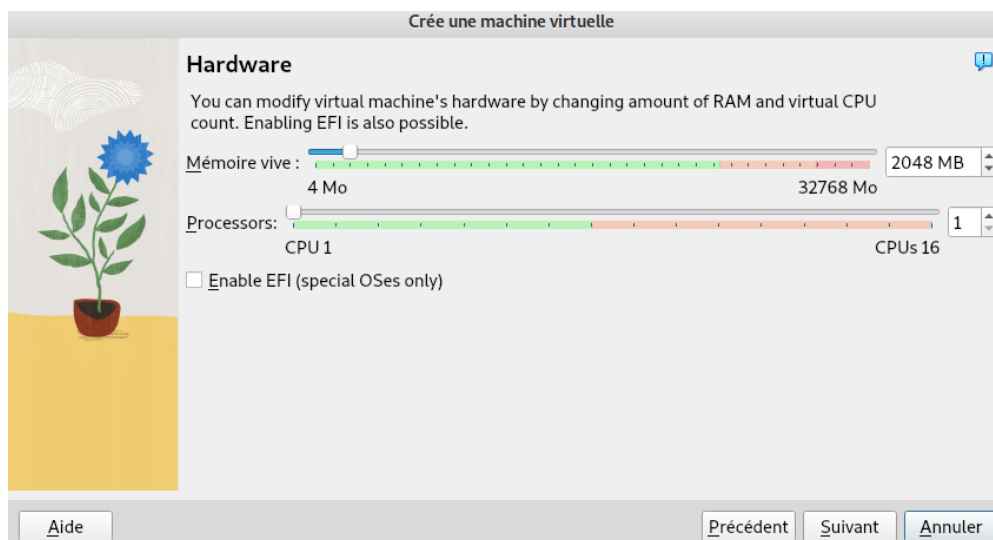 Crée une machine virtuelle
Hardware
You can modify virtual machine's hardware by changing amount of RAM and virtual CPU
count. Enabling EFI is also possible.
Mémoire vive : 2048 MB
4 Mo 32768 Mo
Processors: 1
CPU 1 CPUs 16
Enable EFI (special OSes only)
Aide Précédent Suivant Annuler